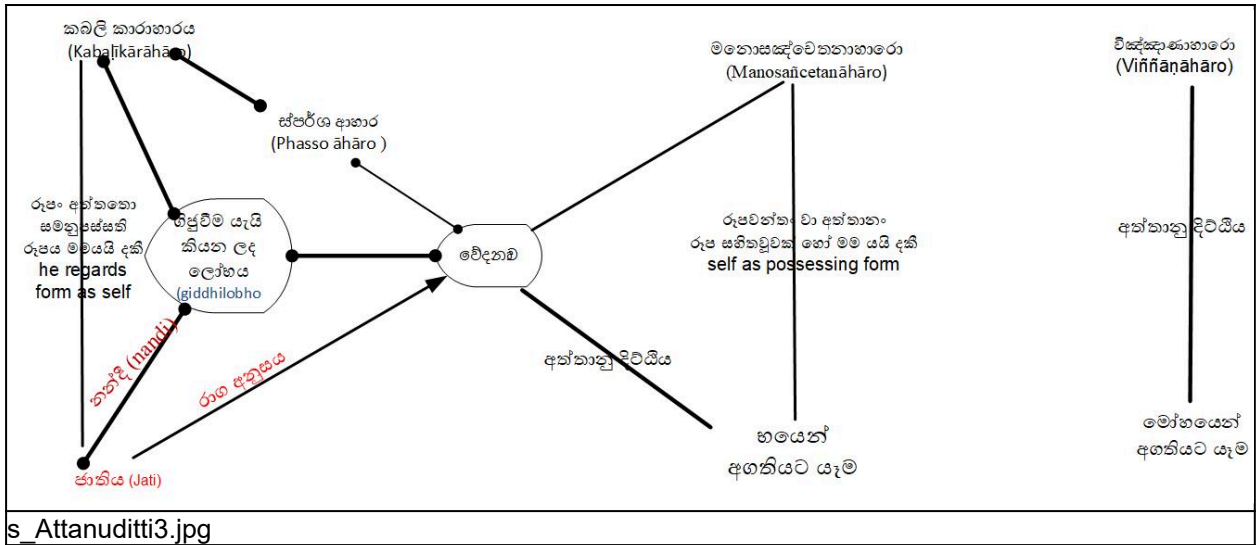 කබලි කාරාහාරය
(Kabaḷīkārāhāro)
ස්පර්ශ ආහාර
(Phasso āhāro )
මනොසඤ්චෙතනාහාරො
(Manosañcetanāhāro)
විඤ්ඤාණාහාරො
(Viññāṇāhāro)
රූපං අත්තතො
සමනුපස්සති
රූපය මමයයි දකී
he regards
form as self
ගිජුවීම යැයි
කියන ලද
ලෝභය
(giddhilobho
වේදනාව
රූපවන්තං වා අත්තානං
රූප සහිතවූවක් හෝ මම යයි දකී
self as possessing form
අත්තානු දිට්ඨිය
නන්දි (nandi)
රාග අනුසය
අත්තානු දිට්ඨිය
ජාතිය (Jati)
භයෙන්
අගතියට යෑම
මෝහයෙන්
අගතියට යෑම
s_Attanuditti3.jpg